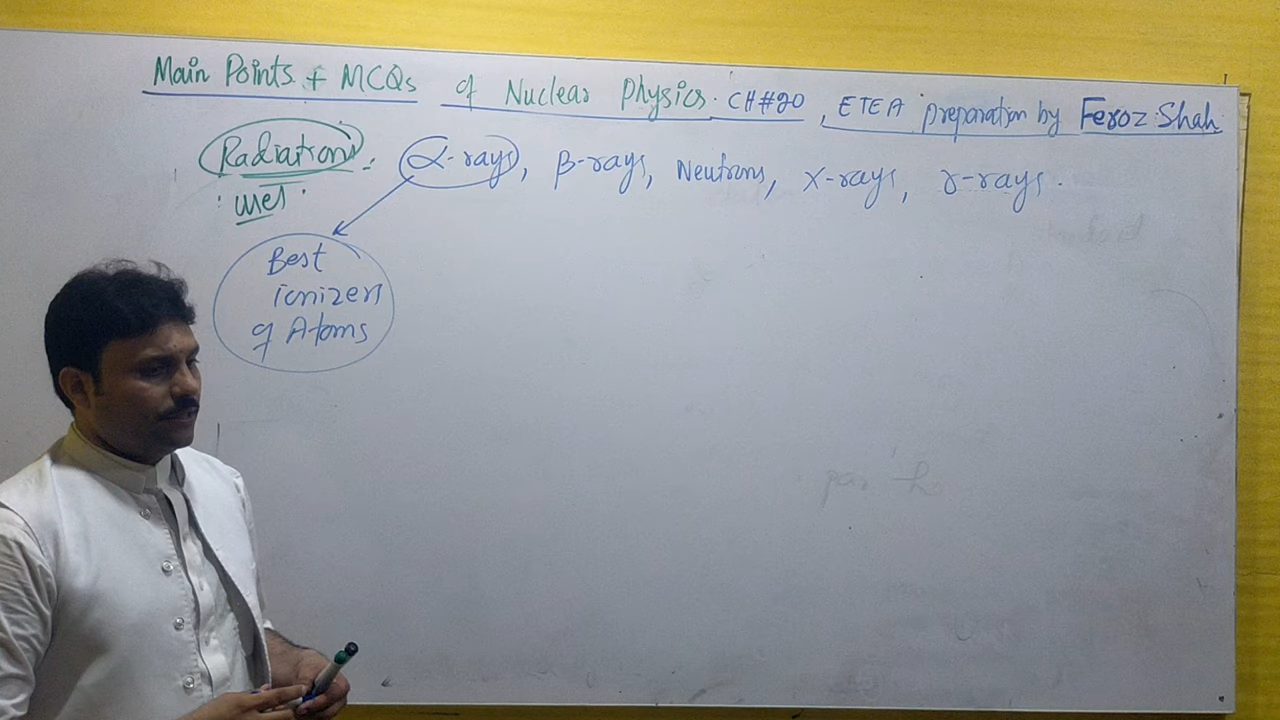 Main Points + MCQs of Nuclear Physics. CH#20, ETEA preparation by Feroz Shah
Radiations: α-rays, β-rays, Neutrons, X-rays, γ-rays.
: uses.
Best
ionizers
of Atoms